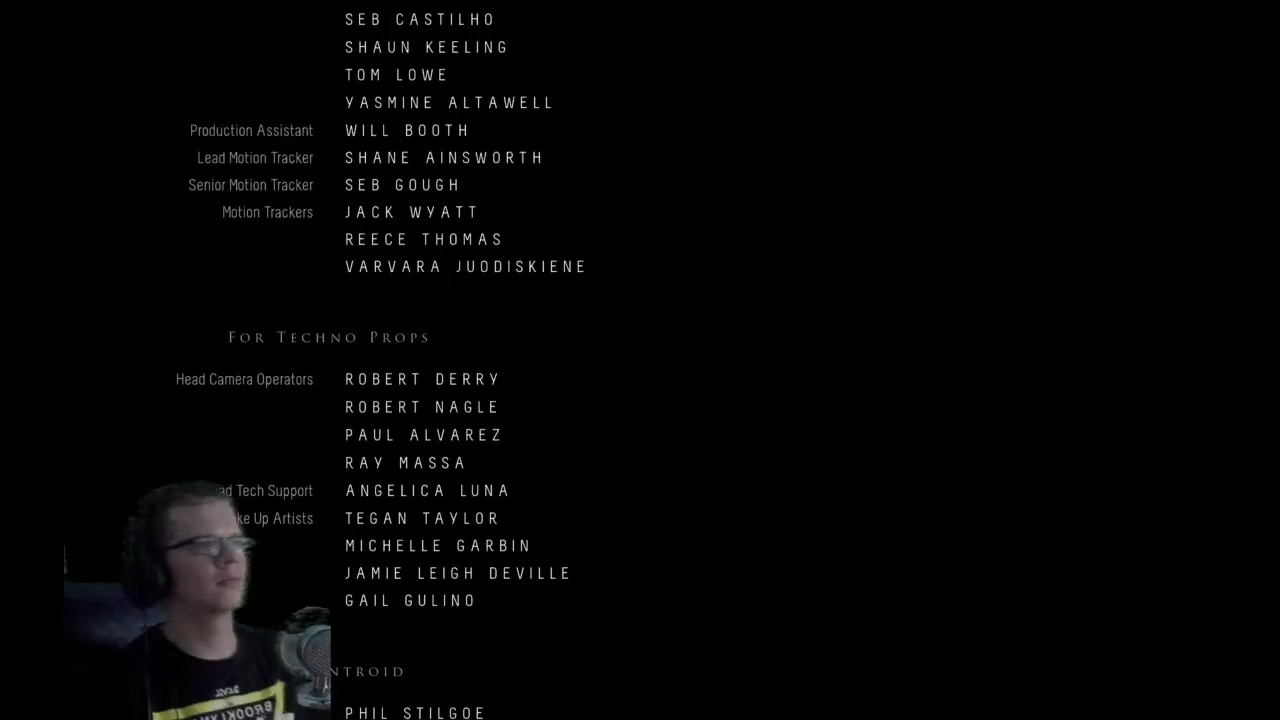 SEB CASTILHO
SHAUN KEELING
TOM LOWE
YASMINE ALTAWELL
Production Assistant WILL BOOTH
Lead Motion Tracker SHANE AINSWORTH
Senior Motion Tracker SEB GOUGH
Motion Trackers JACK WYATT
REECE THOMAS
VARVARA JUODISKIENE
FOR TECHNO PROPS
Head Camera Operators ROBERT DERRY
ROBERT NAGLE
PAUL ALVAREZ
RAY MASSA
Tech Support ANGELICA LUNA
Up Artists TEGAN TAYLOR
MICHELLE GARBIN
JAMIE LEIGH DEVILLE
GAIL GULINO
NTROID
PHIL STILGOE
BROOKLYN